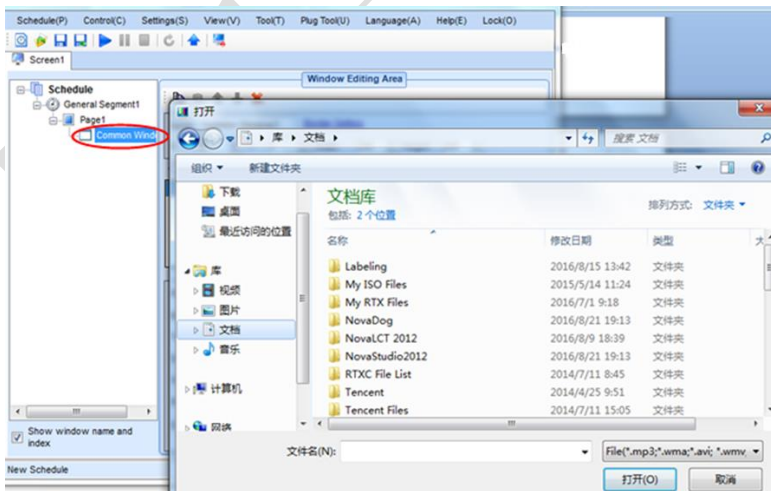 Schedule(P) Control(C) Settings(S) View(V) Tool(T) Plug Tool(U) Language(A) Help(E) Lock(O)
Screen1
Window Editing Area
Schedule
General Segment1
Page1
Common Winde
打开
库 文档
搜索 文档
组织 新建文件夹
下载
桌面
最近访问的位置
库
视频
图片
文档
音乐
计算机
网络
文档库
包括: 2 个位置
排列方式: 文件夹
名称 修改日期 类型 大
Labeling 2016/8/15 13:42 文件夹
My ISO Files 2015/5/14 11:24 文件夹
My RTX Files 2016/7/1 9:18 文件夹
NovaDog 2016/8/21 19:13 文件夹
NovaLCT 2012 2016/8/9 18:39 文件夹
NovaStudio2012 2016/8/21 19:13 文件夹
RTXC File List 2014/7/11 8:45 文件夹
Tencent 2014/4/25 9:51 文件夹
Tencent Files 2014/7/11 15:05 文件夹
Show window name and
index
文件名(N): File(*.mp3;*.wma;*.avi; *.wmv,
打开(O) 取消
New Schedule